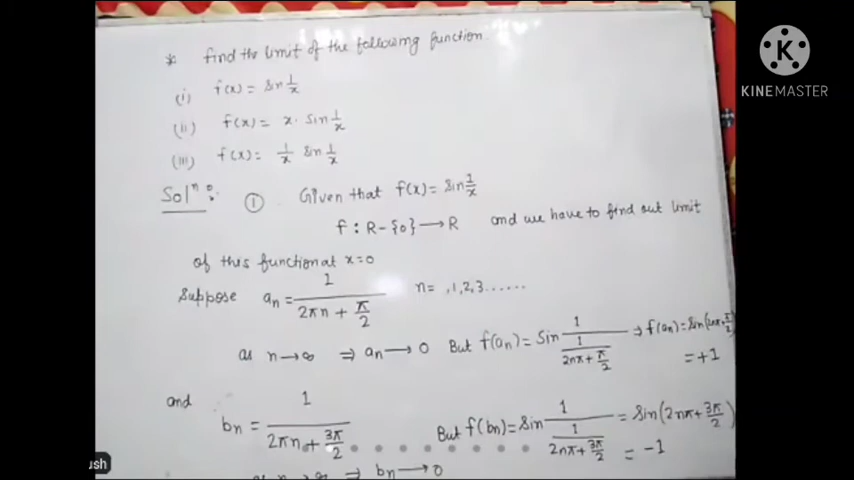 * find the limit of the following function
(i) f(x) = sin 1/x
(ii) f(x) = x· sin 1/x
(iii) f(x) = 1/x sin 1/x
Solⁿ: ① Given that f(x) = sin 1/x
f : R-{0} → R and we have to find out limit
of this function at x=0
Suppose aₙ = 1/(2πn + π/2) n= ,1,2,3......
as n→∞ ⇒ aₙ → 0 But f(aₙ) = sin 1/(1/(2nπ+π/2)) ⇒ f(aₙ) = sin(2nπ+π/2)
= +1
and
bₙ = 1/(2πn + 3π/2) But f(bₙ) = sin 1/(1/(2nπ+3π/2)) = sin(2nπ+3π/2)
= -1
as n→∞ ⇒ bₙ → 0
KINEMASTER
ush